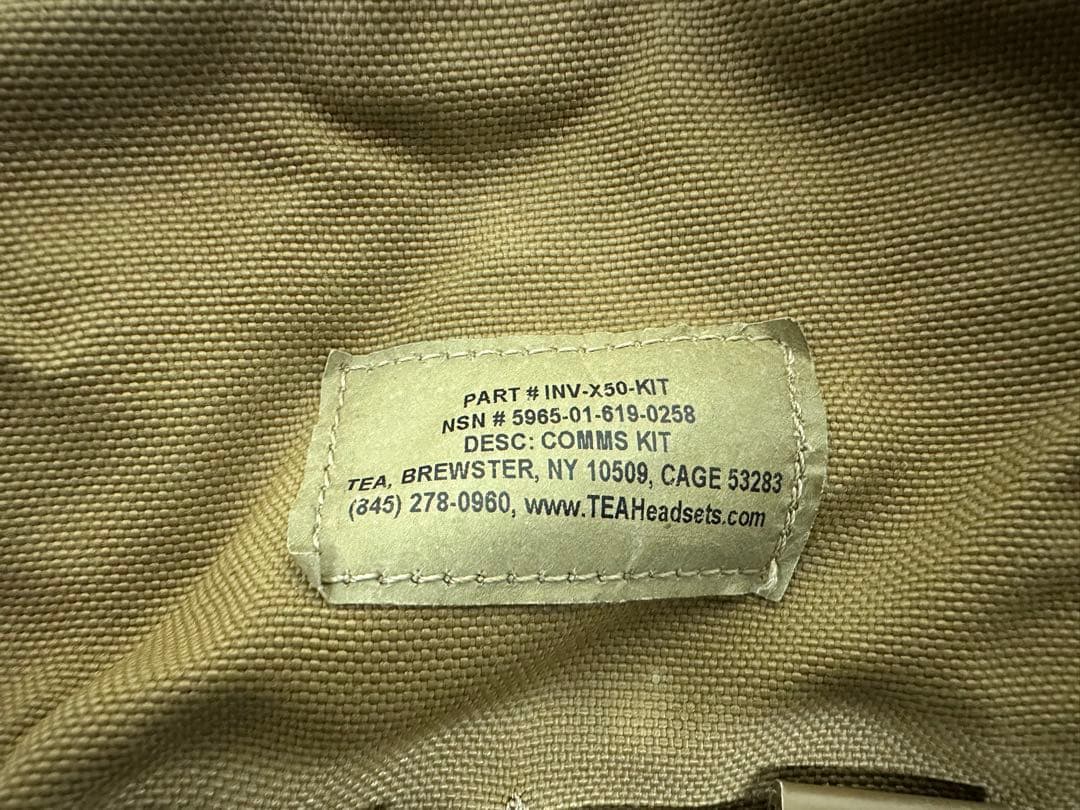 PART # INV-X50-KIT
NSN # 5965-01-619-0258
DESC: COMMS KIT
TEA, BREWSTER, NY 10509, CAGE 53283
(845) 278-0960, www.TEAHeadsets.com